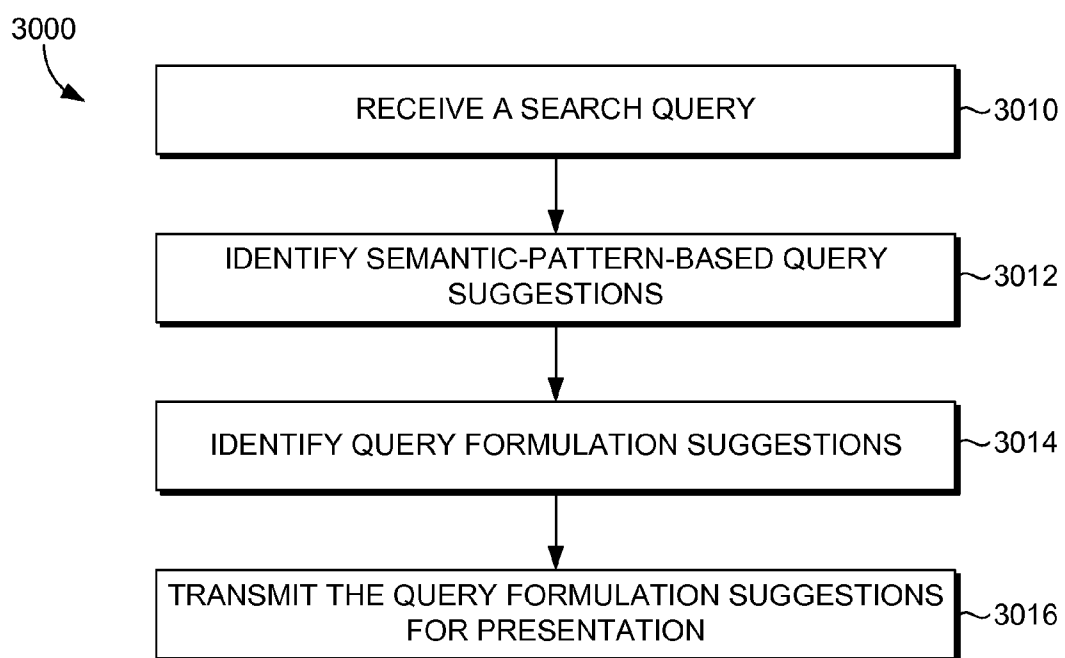 3000
RECEIVE A SEARCH QUERY
3010
IDENTIFY SEMANTIC-PATTERN-BASED QUERY
SUGGESTIONS
3012
IDENTIFY QUERY FORMULATION SUGGESTIONS
3014
TRANSMIT THE QUERY FORMULATION SUGGESTIONS
FOR PRESENTATION
3016